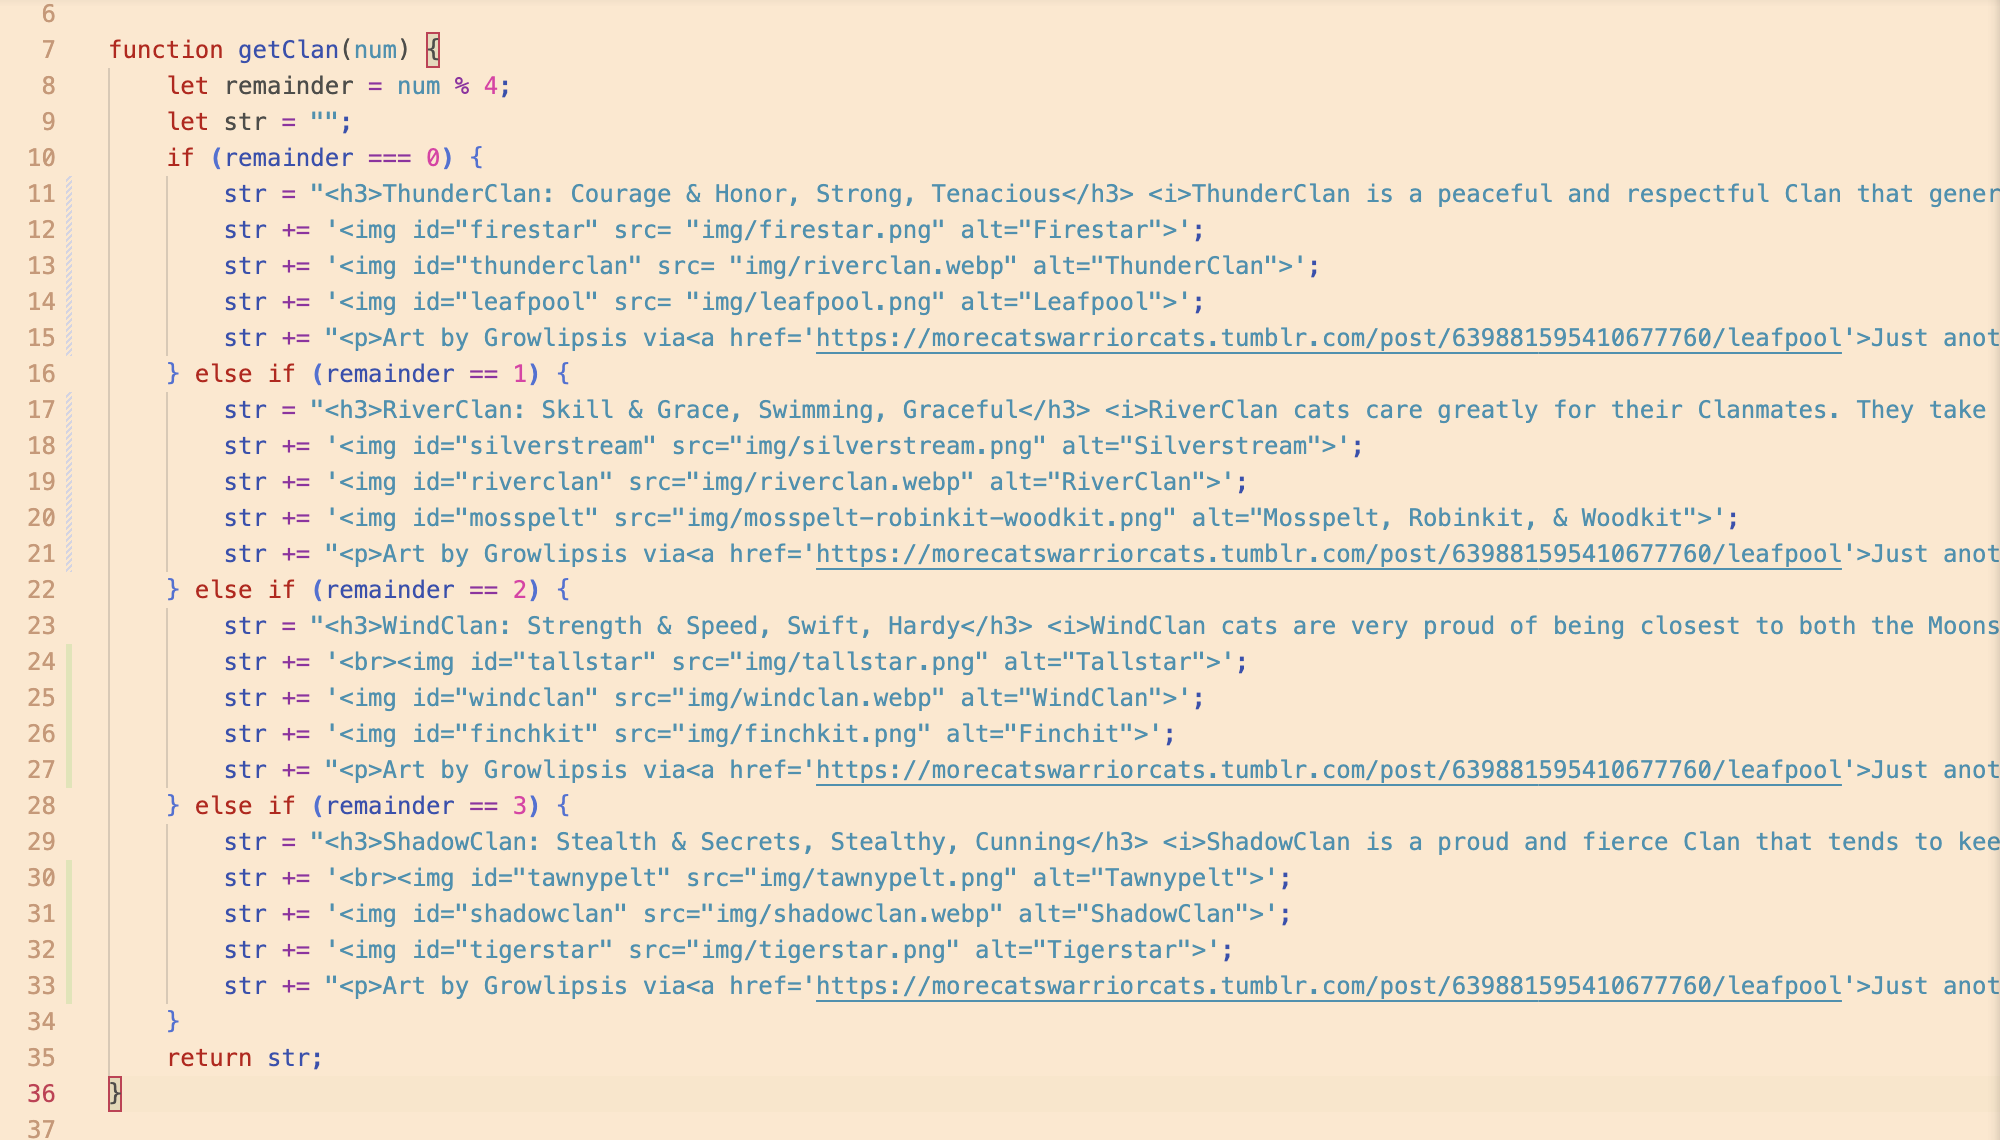 6
7 function getClan(num) {
8 let remainder = num % 4;
9 let str = "";
10 if (remainder === 0) {
11 str = "<h3>ThunderClan: Courage & Honor, Strong, Tenacious</h3> <i>ThunderClan is a peaceful and respectful Clan that gener
12 str += '<img id="firestar" src= "img/firestar.png" alt="Firestar">';
13 str += '<img id="thunderclan" src= "img/riverclan.webp" alt="ThunderClan">';
14 str += '<img id="leafpool" src= "img/leafpool.png" alt="Leafpool">';
15 str += "<p>Art by Growlipsis via<a href='https://morecatswarriorcats.tumblr.com/post/639881595410677760/leafpool'>Just anot
16 } else if (remainder == 1) {
17 str = "<h3>RiverClan: Skill & Grace, Swimming, Graceful</h3> <i>RiverClan cats care greatly for their Clanmates. They take
18 str += '<img id="silverstream" src="img/silverstream.png" alt="Silverstream">';
19 str += '<img id="riverclan" src="img/riverclan.webp" alt="RiverClan">';
20 str += '<img id="mosspelt" src="img/mosspelt-robinkit-woodkit.png" alt="Mosspelt, Robinkit, & Woodkit">';
21 str += "<p>Art by Growlipsis via<a href='https://morecatswarriorcats.tumblr.com/post/639881595410677760/leafpool'>Just anot
22 } else if (remainder == 2) {
23 str = "<h3>WindClan: Strength & Speed, Swift, Hardy</h3> <i>WindClan cats are very proud of being closest to both the Moons
24 str += '<br><img id="tallstar" src="img/tallstar.png" alt="Tallstar">';
25 str += '<img id="windclan" src="img/windclan.webp" alt="WindClan">';
26 str += '<img id="finchkit" src="img/finchkit.png" alt="Finchit">';
27 str += "<p>Art by Growlipsis via<a href='https://morecatswarriorcats.tumblr.com/post/639881595410677760/leafpool'>Just anot
28 } else if (remainder == 3) {
29 str = "<h3>ShadowClan: Stealth & Secrets, Stealthy, Cunning</h3> <i>ShadowClan is a proud and fierce Clan that tends to kee
30 str += '<br><img id="tawnypelt" src="img/tawnypelt.png" alt="Tawnypelt">';
31 str += '<img id="shadowclan" src="img/shadowclan.webp" alt="ShadowClan">';
32 str += '<img id="tigerstar" src="img/tigerstar.png" alt="Tigerstar">';
33 str += "<p>Art by Growlipsis via<a href='https://morecatswarriorcats.tumblr.com/post/639881595410677760/leafpool'>Just anot
34 }
35 return str;
36 }
37